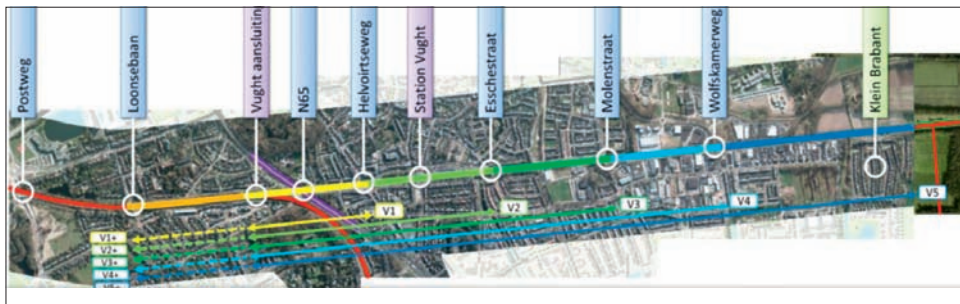 Postweg
Loonsebaan
Vught aansluiting
N65
Helvoirtseweg
Station Vught
Esschestraat
Molenstraat
Wolfskamerweg
Klein Brabant
V1
V2
V3
V4
V5
V1+
V2+
V3+
V4+